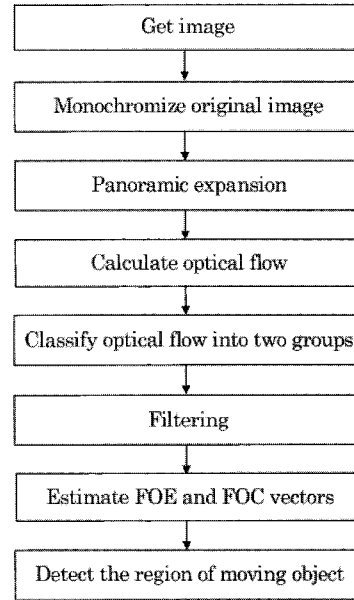 Get image
Monochromize original image
Panoramic expansion
Calculate optical flow
Classify optical flow into two groups
Filtering
Estimate FOE and FOC vectors
Detect the region of moving object